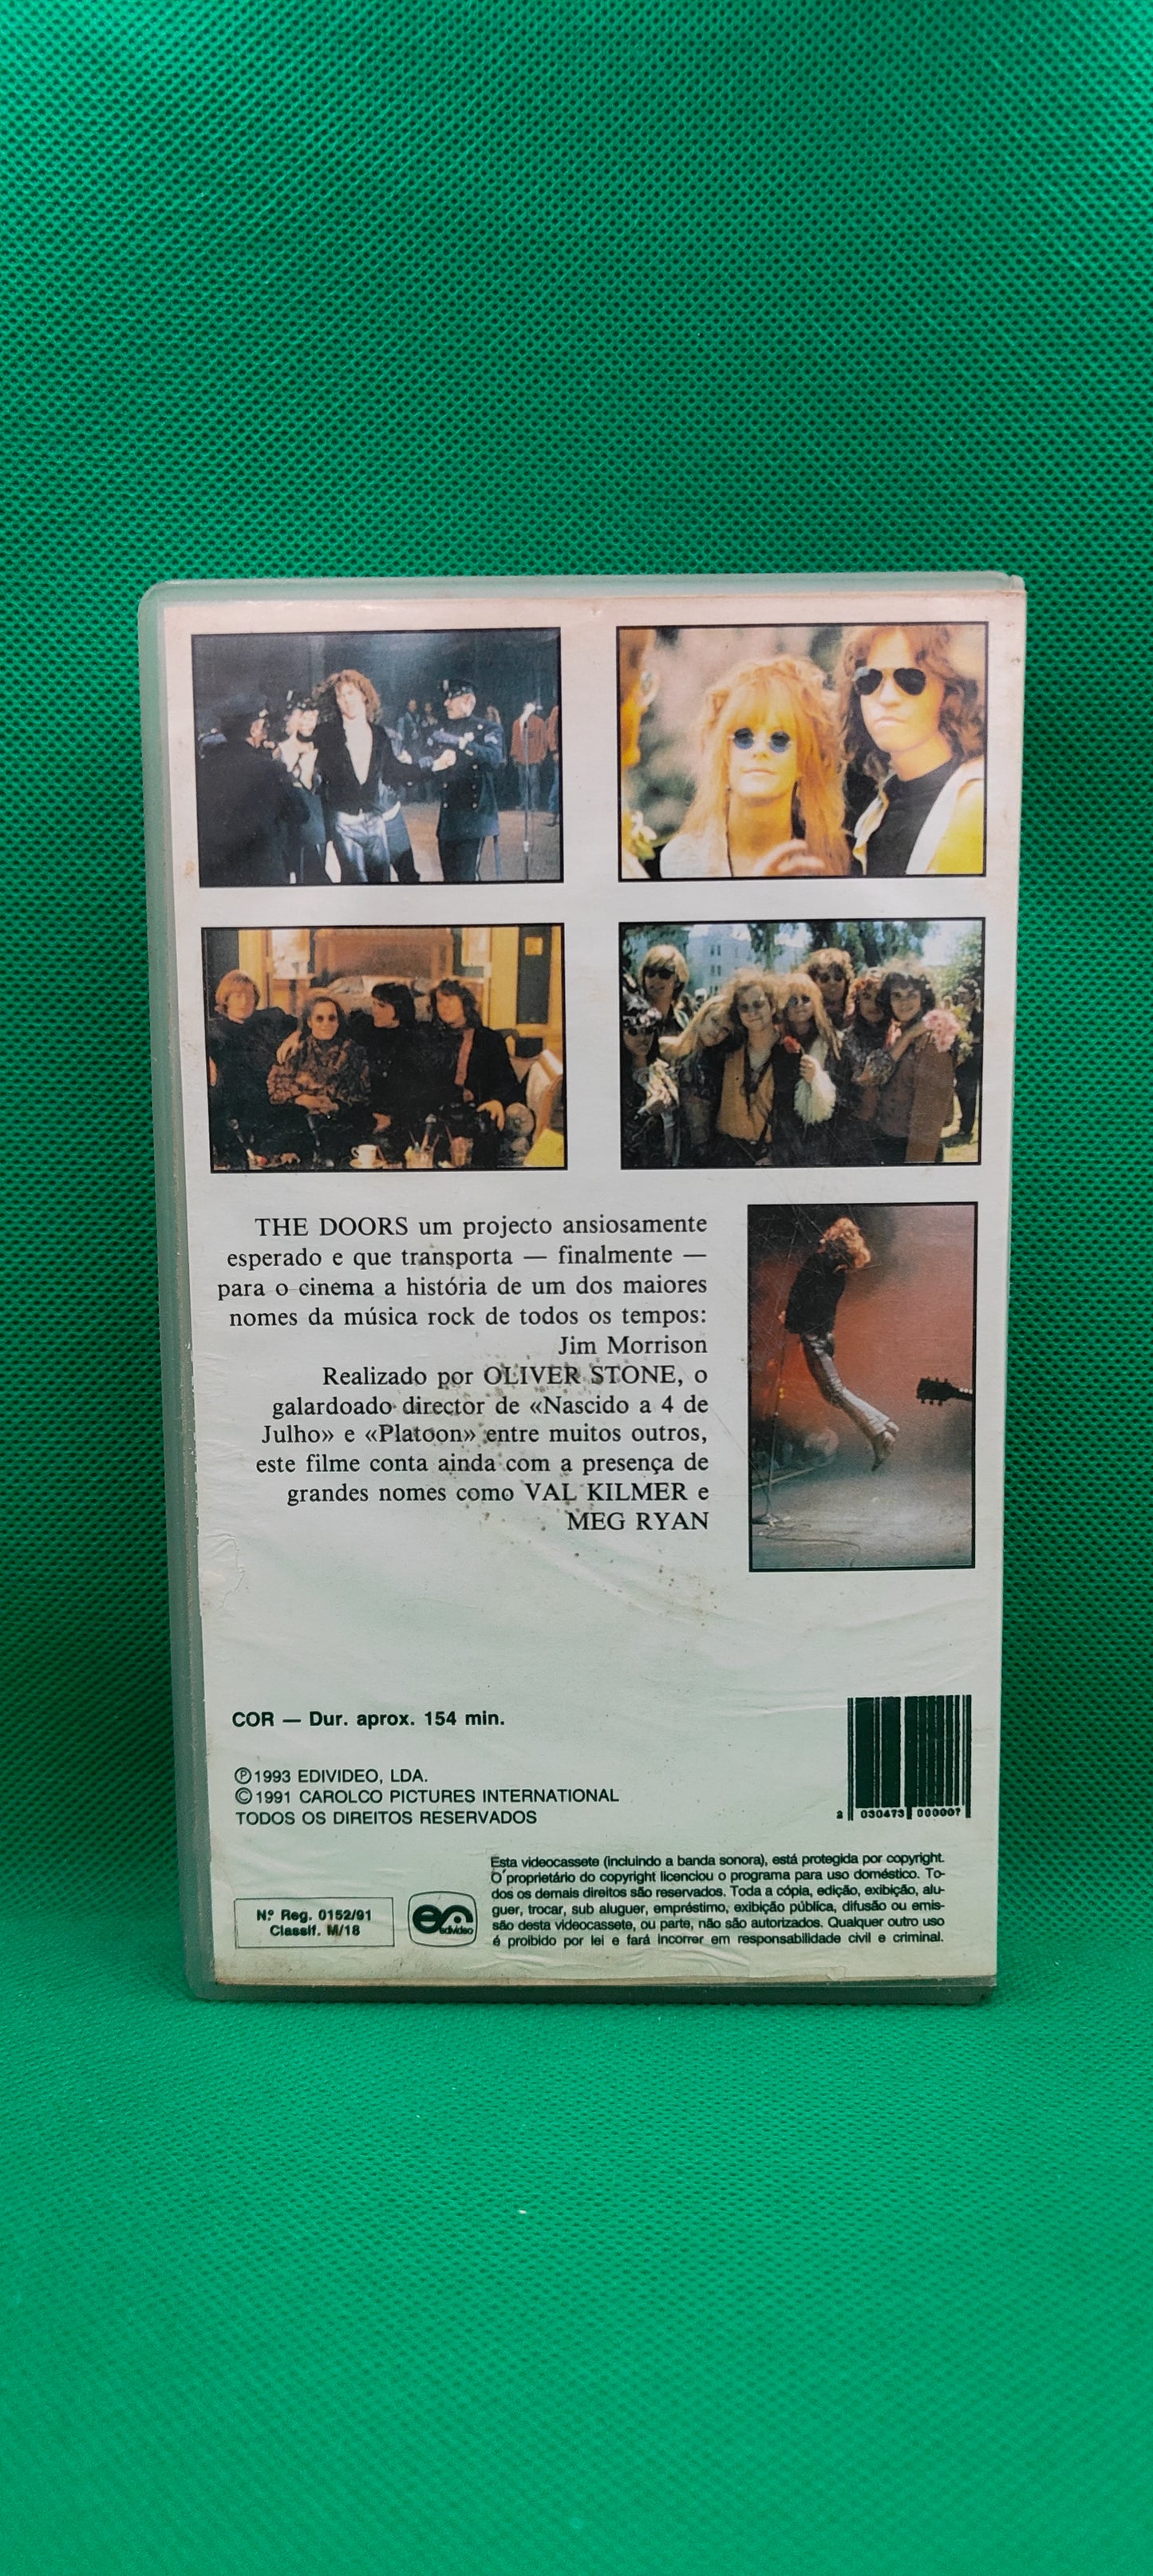 THE DOORS um projecto ansiosamente
esperado e que transporta — finalmente —
para o cinema a história de um dos maiores
nomes da música rock de todos os tempos:
Jim Morrison
Realizado por OLIVER STONE, o
galardoado director de «Nascido a 4 de
Julho» e «Platoon» entre muitos outros,
este filme conta ainda com a presença de
grandes nomes como VAL KILMER e
MEG RYAN
COR — Dur. aprox. 154 min.
Ⓟ1993 EDIVIDEO, LDA.
©1991 CAROLCO PICTURES INTERNATIONAL
TODOS OS DIREITOS RESERVADOS
030473 000007
Esta videocassete (incluindo a banda sonora), está protegida por copyright.
O proprietário do copyright licenciou o programa para uso doméstico. To-
dos os demais direitos são reservados. Toda a cópia, edição, exibição, alu-
guer, trocar, sub aluguer, empréstimo, exibição pública, difusão ou emis-
são desta videocassete, ou parte, não são autorizados. Qualquer outro uso
é proibido por lei e fará incorrer em responsabilidade civil e criminal.
N.º Reg. 0152/91
Classif. M/18
edivideo